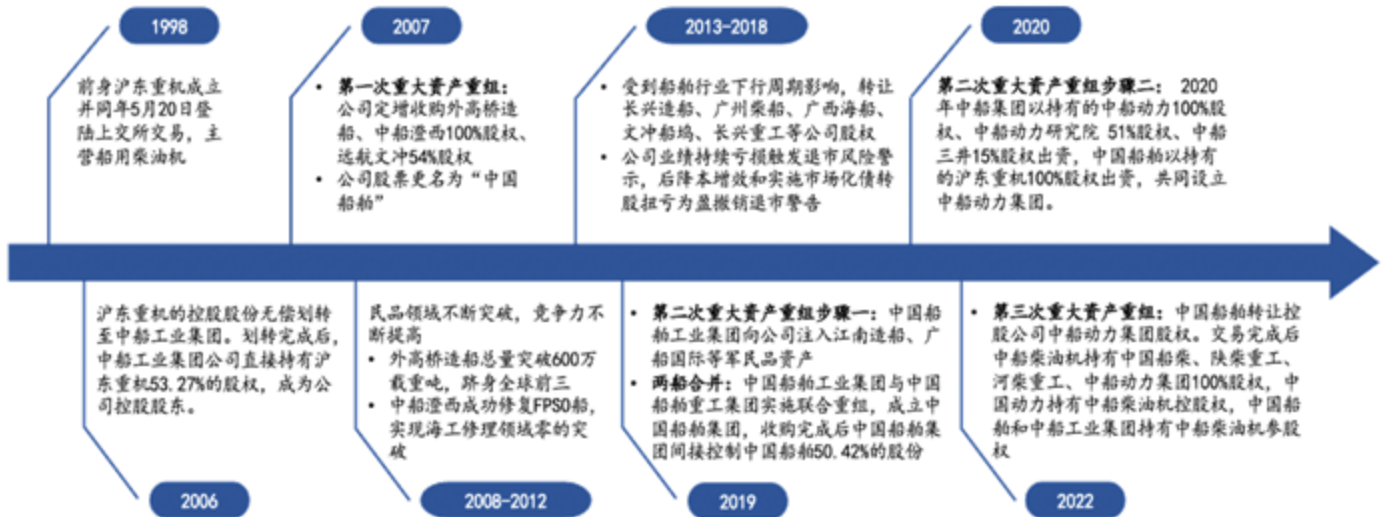 1998
前身沪东重机成立
并同年5月20日登
陆上交所交易，主
营船用柴油机
2007
• 第一次重大资产重组：
公司定增收购外高桥造
船、中船澄西100%股权、
远航文冲54%股权
• 公司股票更名为“中国
船舶”
2013-2018
• 受到船舶行业下行周期影响，转让
长兴造船、广州柴船、广西海船、
文冲船坞、长兴重工等公司股权
• 公司业绩持续亏损触发退市风险警
示，后降本增效和实施市场化债转
股扭亏为盈撤销退市警告
2020
第二次重大资产重组步骤二： 2020
年中船集团以持有的中船动力100%股
权、中船动力研究院 51%股权、中船
三井15%股权出资，中国船舶以持有
的沪东重机100%股权出资，共同设立
中船动力集团。
沪东重机的控股股份无偿划转
至中船工业集团。划转完成后，
中船工业集团公司直接持有沪
东重机53.27%的股权，成为公
司控股股东。
2006
民品领域不断突破，竞争力不
断提高
• 外高桥造船总量突破600万
载重吨，跻身全球前三
• 中船澄西成功修复FPSO船，
实现海工修理领域零的突
破
2008-2012
• 第二次重大资产重组步骤一：中国船
舶工业集团向公司注入江南造船、广
船国际等军民品资产
• 两船合并：中国船舶工业集团与中国
船舶重工集团实施联合重组，成立中
国船舶集团，收购完成后中国船舶集
团间接控制中国船舶50.42%的股份
2019
• 第三次重大资产重组：中国船舶转让控
股公司中船动力集团股权。交易完成后
中船柴油机持有中国船柴、陕柴重工、
河柴重工、中船动力集团100%股权，中
国动力持有中船柴油机控股权，中国船
舶和中船工业集团持有中船柴油机参股
权
2022